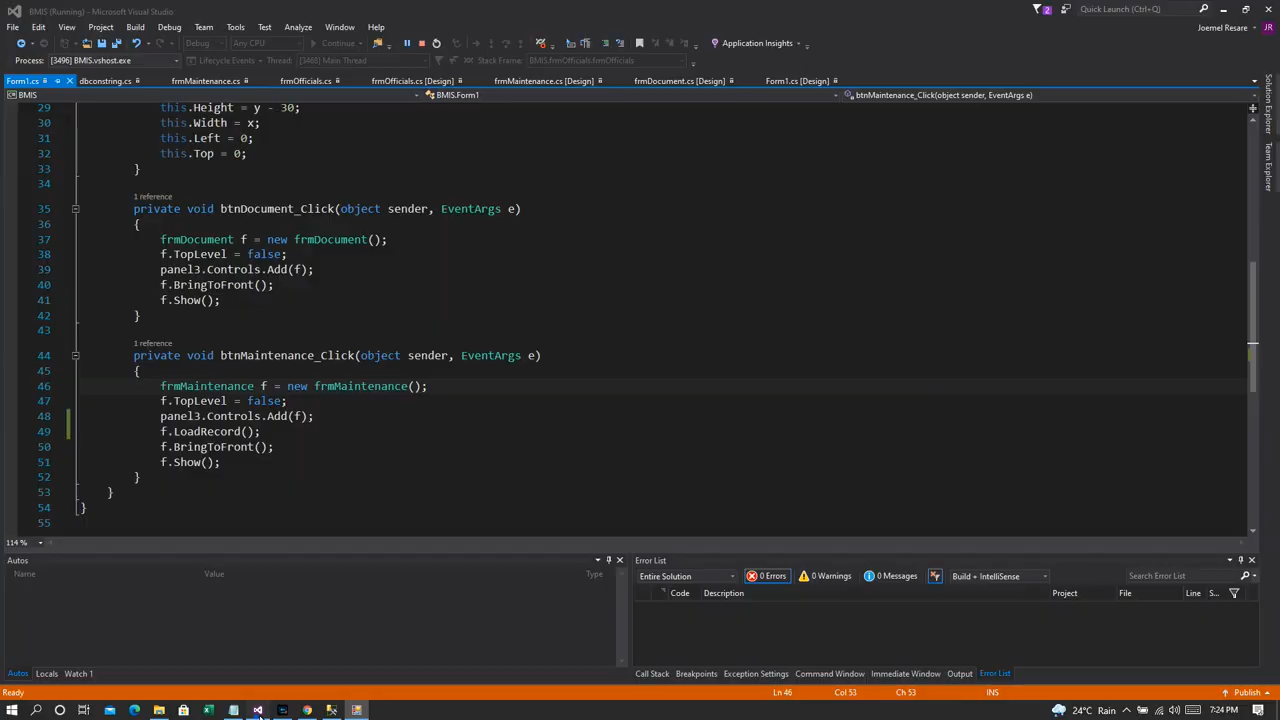 BMIS (Running) - Microsoft Visual Studio
2
Quick Launch (Ctrl+Q)
File Edit View Project Build Debug Team Tools Test Analyze Window Help
Joemel Resare JR
Debug Any CPU Continue Application Insights
Process: [3496] BMIS.vshost.exe Lifecycle Events Thread: [3468] Main Thread Stack Frame: BMIS.frmOfficials.frmOfficials
Form1.cs dbconstring.cs frmMaintenance.cs frmOfficials.cs frmOfficials.cs [Design] frmMaintenance.cs [Design] frmDocument.cs [Design] Form1.cs [Design]
BMIS BMIS.Form1 btnMaintenance_Click(object sender, EventArgs e)
29 this.Height = y - 30;
30 this.Width = x;
31 this.Left = 0;
32 this.Top = 0;
33 }
34
1 reference
35 private void btnDocument_Click(object sender, EventArgs e)
36 {
37 frmDocument f = new frmDocument();
38 f.TopLevel = false;
39 panel3.Controls.Add(f);
40 f.BringToFront();
41 f.Show();
42 }
43
1 reference
44 private void btnMaintenance_Click(object sender, EventArgs e)
45 {
46 frmMaintenance f = new frmMaintenance();
47 f.TopLevel = false;
48 panel3.Controls.Add(f);
49 f.LoadRecord();
50 f.BringToFront();
51 f.Show();
52 }
53 }
54 }
55
Solution Explorer
Team Explorer
114 %
Autos
Name Value Type
Error List
Entire Solution 0 Errors 0 Warnings 0 Messages Build + IntelliSense Search Error List
Code Description Project File Line S...
Autos Locals Watch 1
Call Stack Breakpoints Exception Settings Command Window Immediate Window Output Error List
Ready Ln 46 Col 53 Ch 53 INS Publish
24°C Rain 7:24 PM